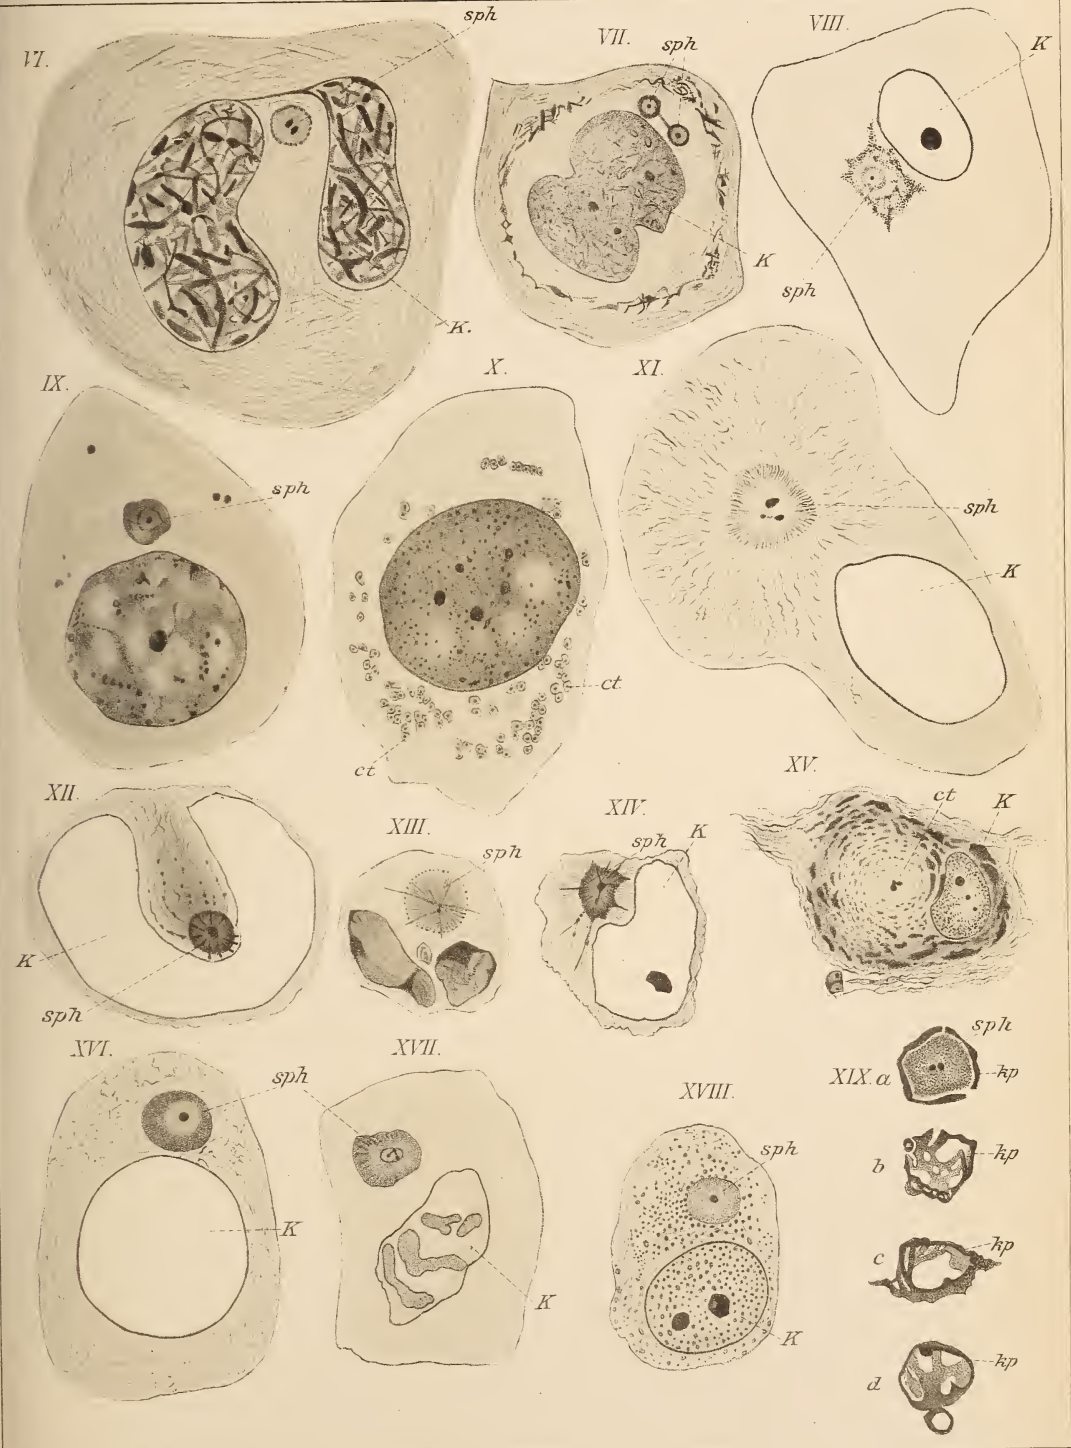 sph
VI.
VII.
sph
VIII.
K
K
sph
K.
IX.
X.
XI.
sph
sph
K
ct
ct
XII.
XIII.
sph
XIV.
sph
K
XV.
ct
K
K
sph
XVI.
sph
XVII.
XVIII.
sph
XIX. a
sph
kp
b
kp
K
c
kp
K
K
d
kp